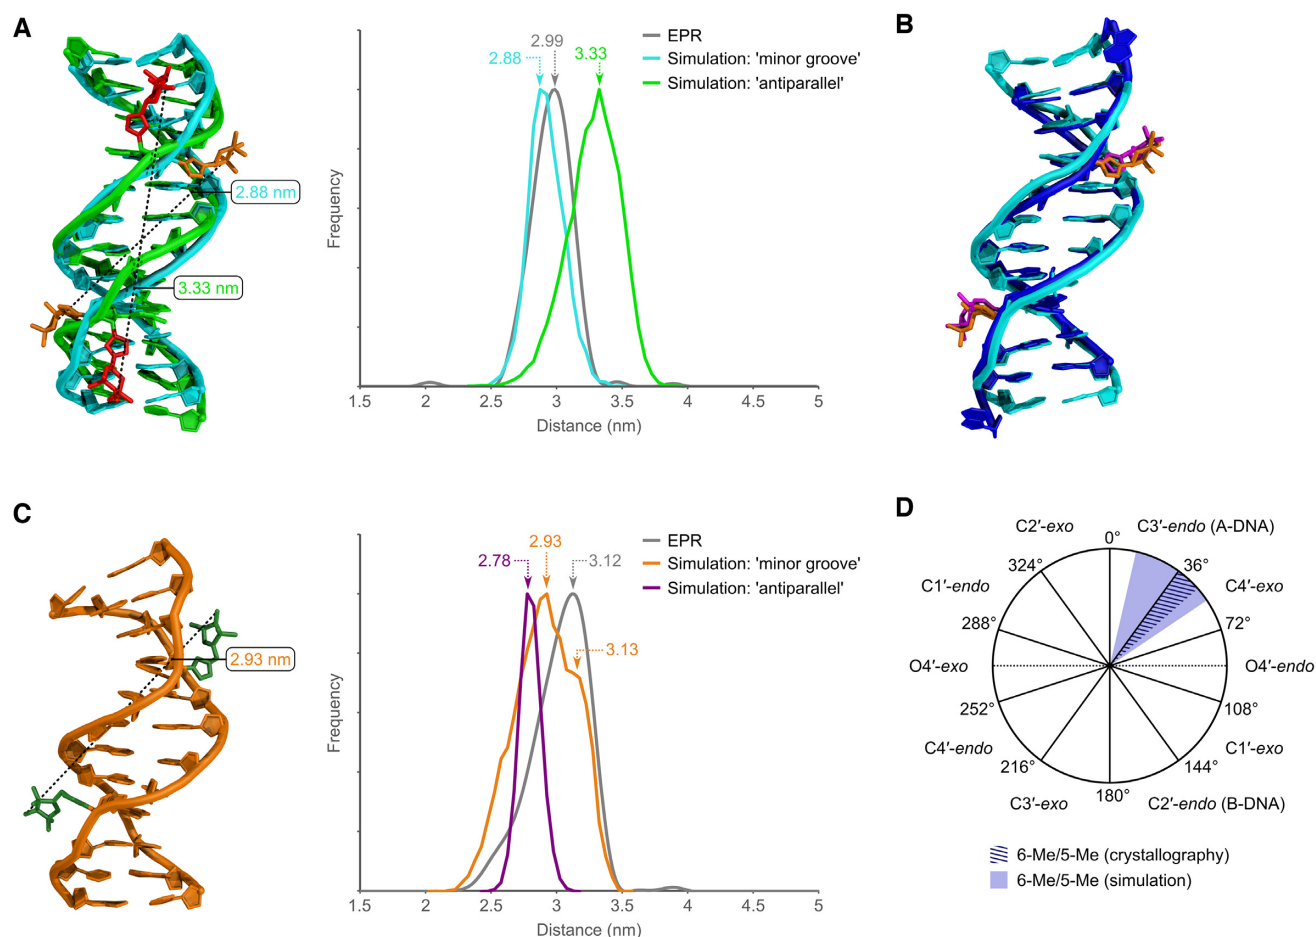 A
2.88 nm
3.33 nm
2.88
2.99
3.33
EPR
Simulation: 'minor groove'
Simulation: 'antiparallel'
Frequency
1.5
2
2.5
3
3.5
4
4.5
5
Distance (nm)
B
C
2.93 nm
2.78
2.93
3.12
3.13
EPR
Simulation: 'minor groove'
Simulation: 'antiparallel'
Frequency
1.5
2
2.5
3
3.5
4
4.5
5
Distance (nm)
D
C2′-exo
0°
C3′-endo (A-DNA)
324°
36°
C1′-endo
C4′-exo
288°
72°
O4′-exo
O4′-endo
252°
108°
C4′-endo
C1′-exo
216°
144°
C3′-exo
180°
C2′-endo (B-DNA)
6-Me/5-Me (crystallography)
6-Me/5-Me (simulation)